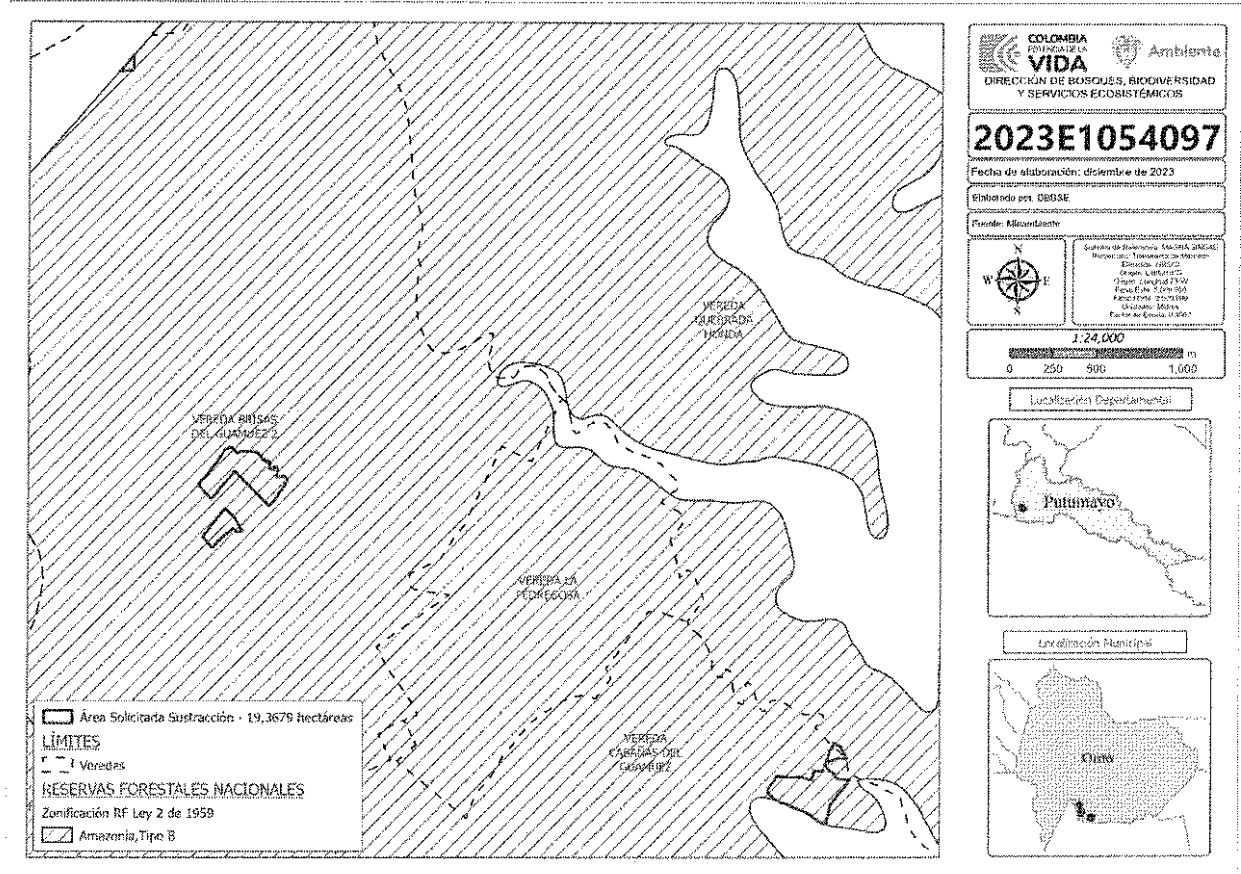 COLOMBIA
POTENCIA DE LA
VIDA
Ambiente
DIRECCIÓN DE BOSQUES, BIODIVERSIDAD
Y SERVICIOS ECOSISTÉMICOS
2023E1054097
Fecha de elaboración: diciembre de 2023
Elaborado por: DBBSE
Fuente: Minambiente
N
W E
S
1:24,000
m
0 250 500 1,000
Localización Departamental
Putumayo
Localización Municipal
Orito
VEREDA
QUEBRADA
HONDA
VEREDA BRISAS
DEL GUAMUEZ 2
VEREDA LA
PEDREGOSA
VEREDA
CABAÑAS DEL
GUAMUEZ
Área Solicitada Sustracción - 19,3679 hectáreas
LÍMITES
Veredas
RESERVAS FORESTALES NACIONALES
Zonificación RF Ley 2 de 1959
Amazonía, Tipo B